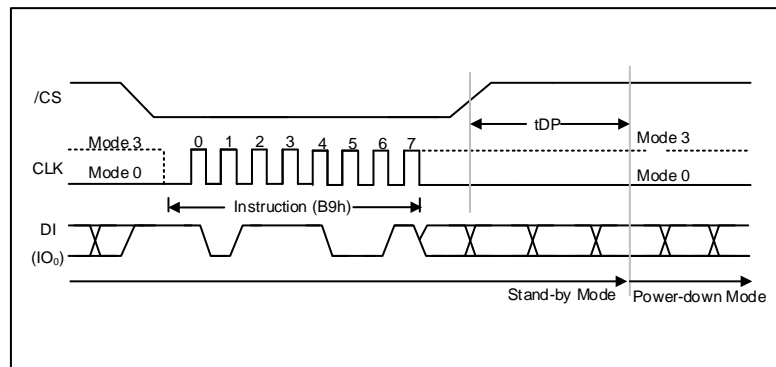 /CS
tDP
Mode 3
0 1 2 3 4 5 6 7
Mode 3
CLK
Mode 0
Mode 0
Instruction (B9h)
DI
(IO₀)
Stand-by Mode
Power-down Mode